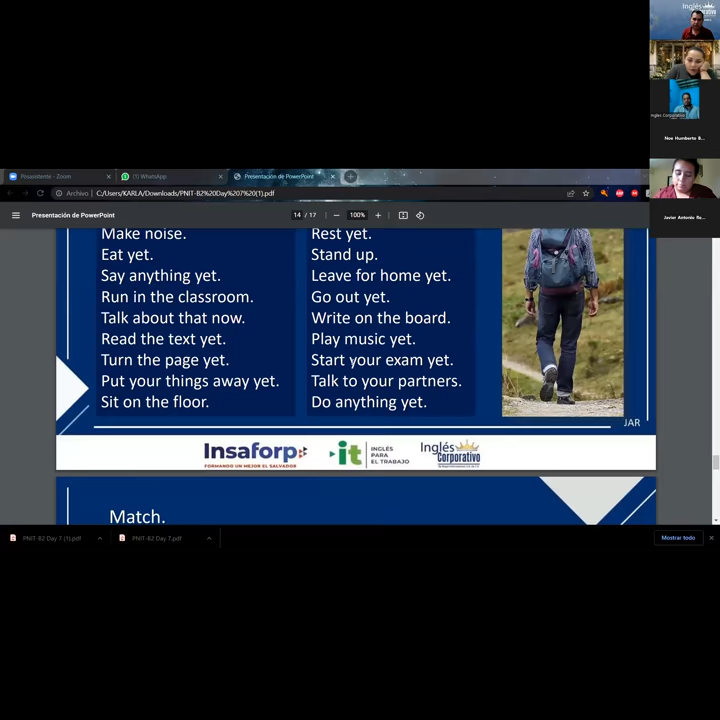 Inglés
Corporativo
Inglés Corporativo
Noe Humberto B...
Javier Antonio Ro...
Posasistente - Zoom
(1) WhatsApp
Presentación de PowerPoint
Archivo
C:/Users/KARLA/Downloads/PNIT-B2%20Day%207%20(1).pdf
Presentación de PowerPoint
14 / 17
100%
Make noise.
Eat yet.
Say anything yet.
Run in the classroom.
Talk about that now.
Read the text yet.
Turn the page yet.
Put your things away yet.
Sit on the floor.
Rest yet.
Stand up.
Leave for home yet.
Go out yet.
Write on the board.
Play music yet.
Start your exam yet.
Talk to your partners.
Do anything yet.
JAR
Insaforp
FORMANDO UN MEJOR EL SALVADOR
it
INGLÉS
PARA
EL TRABAJO
Inglés
Corporativo
Match.
PNIT-B2 Day 7 (1).pdf
PNIT-B2 Day 7.pdf
Mostrar todo